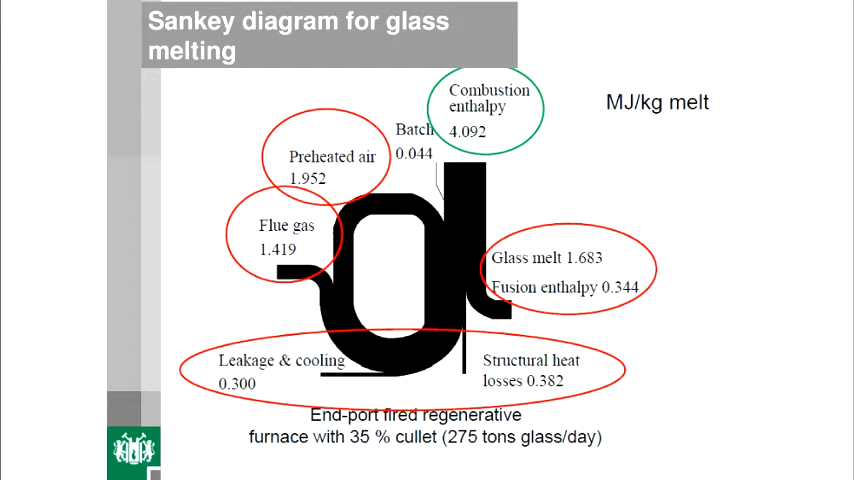 Sankey diagram for glass
melting
Combustion
enthalpy
4.092
MJ/kg melt
Batch
0.044
Preheated air
1.952
Flue gas
1.419
Glass melt 1.683
Fusion enthalpy 0.344
Leakage & cooling
0.300
Structural heat
losses 0.382
End-port fired regenerative
furnace with 35 % cullet (275 tons glass/day)